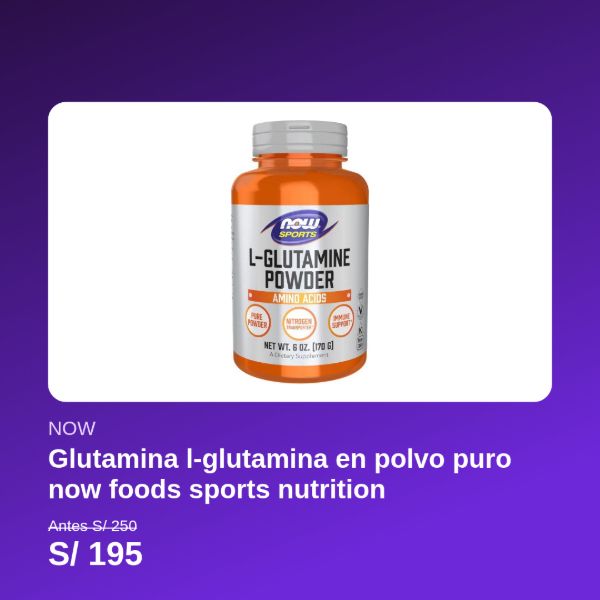 NOW
SPORTS
L-GLUTAMINE
POWDER
AMINO ACIDS
PURE
POWDER
NITROGEN
TRANSPORTER
IMMUNE
SUPPORT
NET WT. 6 OZ. (170 G)
A Dietary Supplement
NOW
Glutamina l-glutamina en polvo puro
now foods sports nutrition
Antes S/ 250
S/ 195